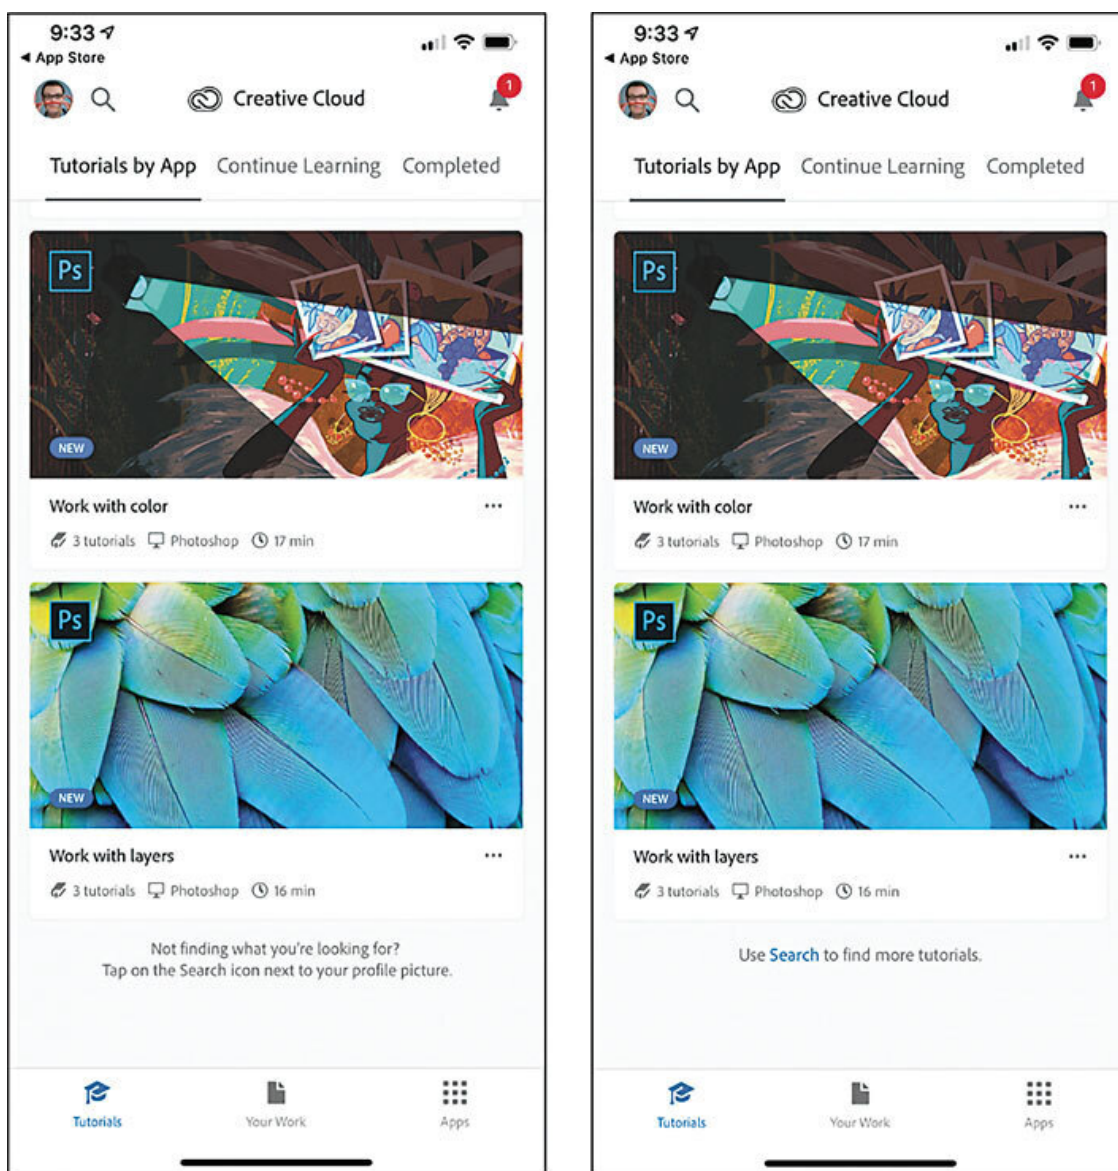 9:33
◀ App Store
1
Creative Cloud
Tutorials by App Continue Learning Completed
Ps
NEW
Work with color
3 tutorials Photoshop 17 min
Ps
NEW
Work with layers
3 tutorials Photoshop 16 min
Not finding what you're looking for?
Tap on the Search icon next to your profile picture.
Tutorials Your Work Apps
9:33
◀ App Store
1
Creative Cloud
Tutorials by App Continue Learning Completed
Ps
NEW
Work with color
3 tutorials Photoshop 17 min
Ps
NEW
Work with layers
3 tutorials Photoshop 16 min
Use Search to find more tutorials.
Tutorials Your Work Apps